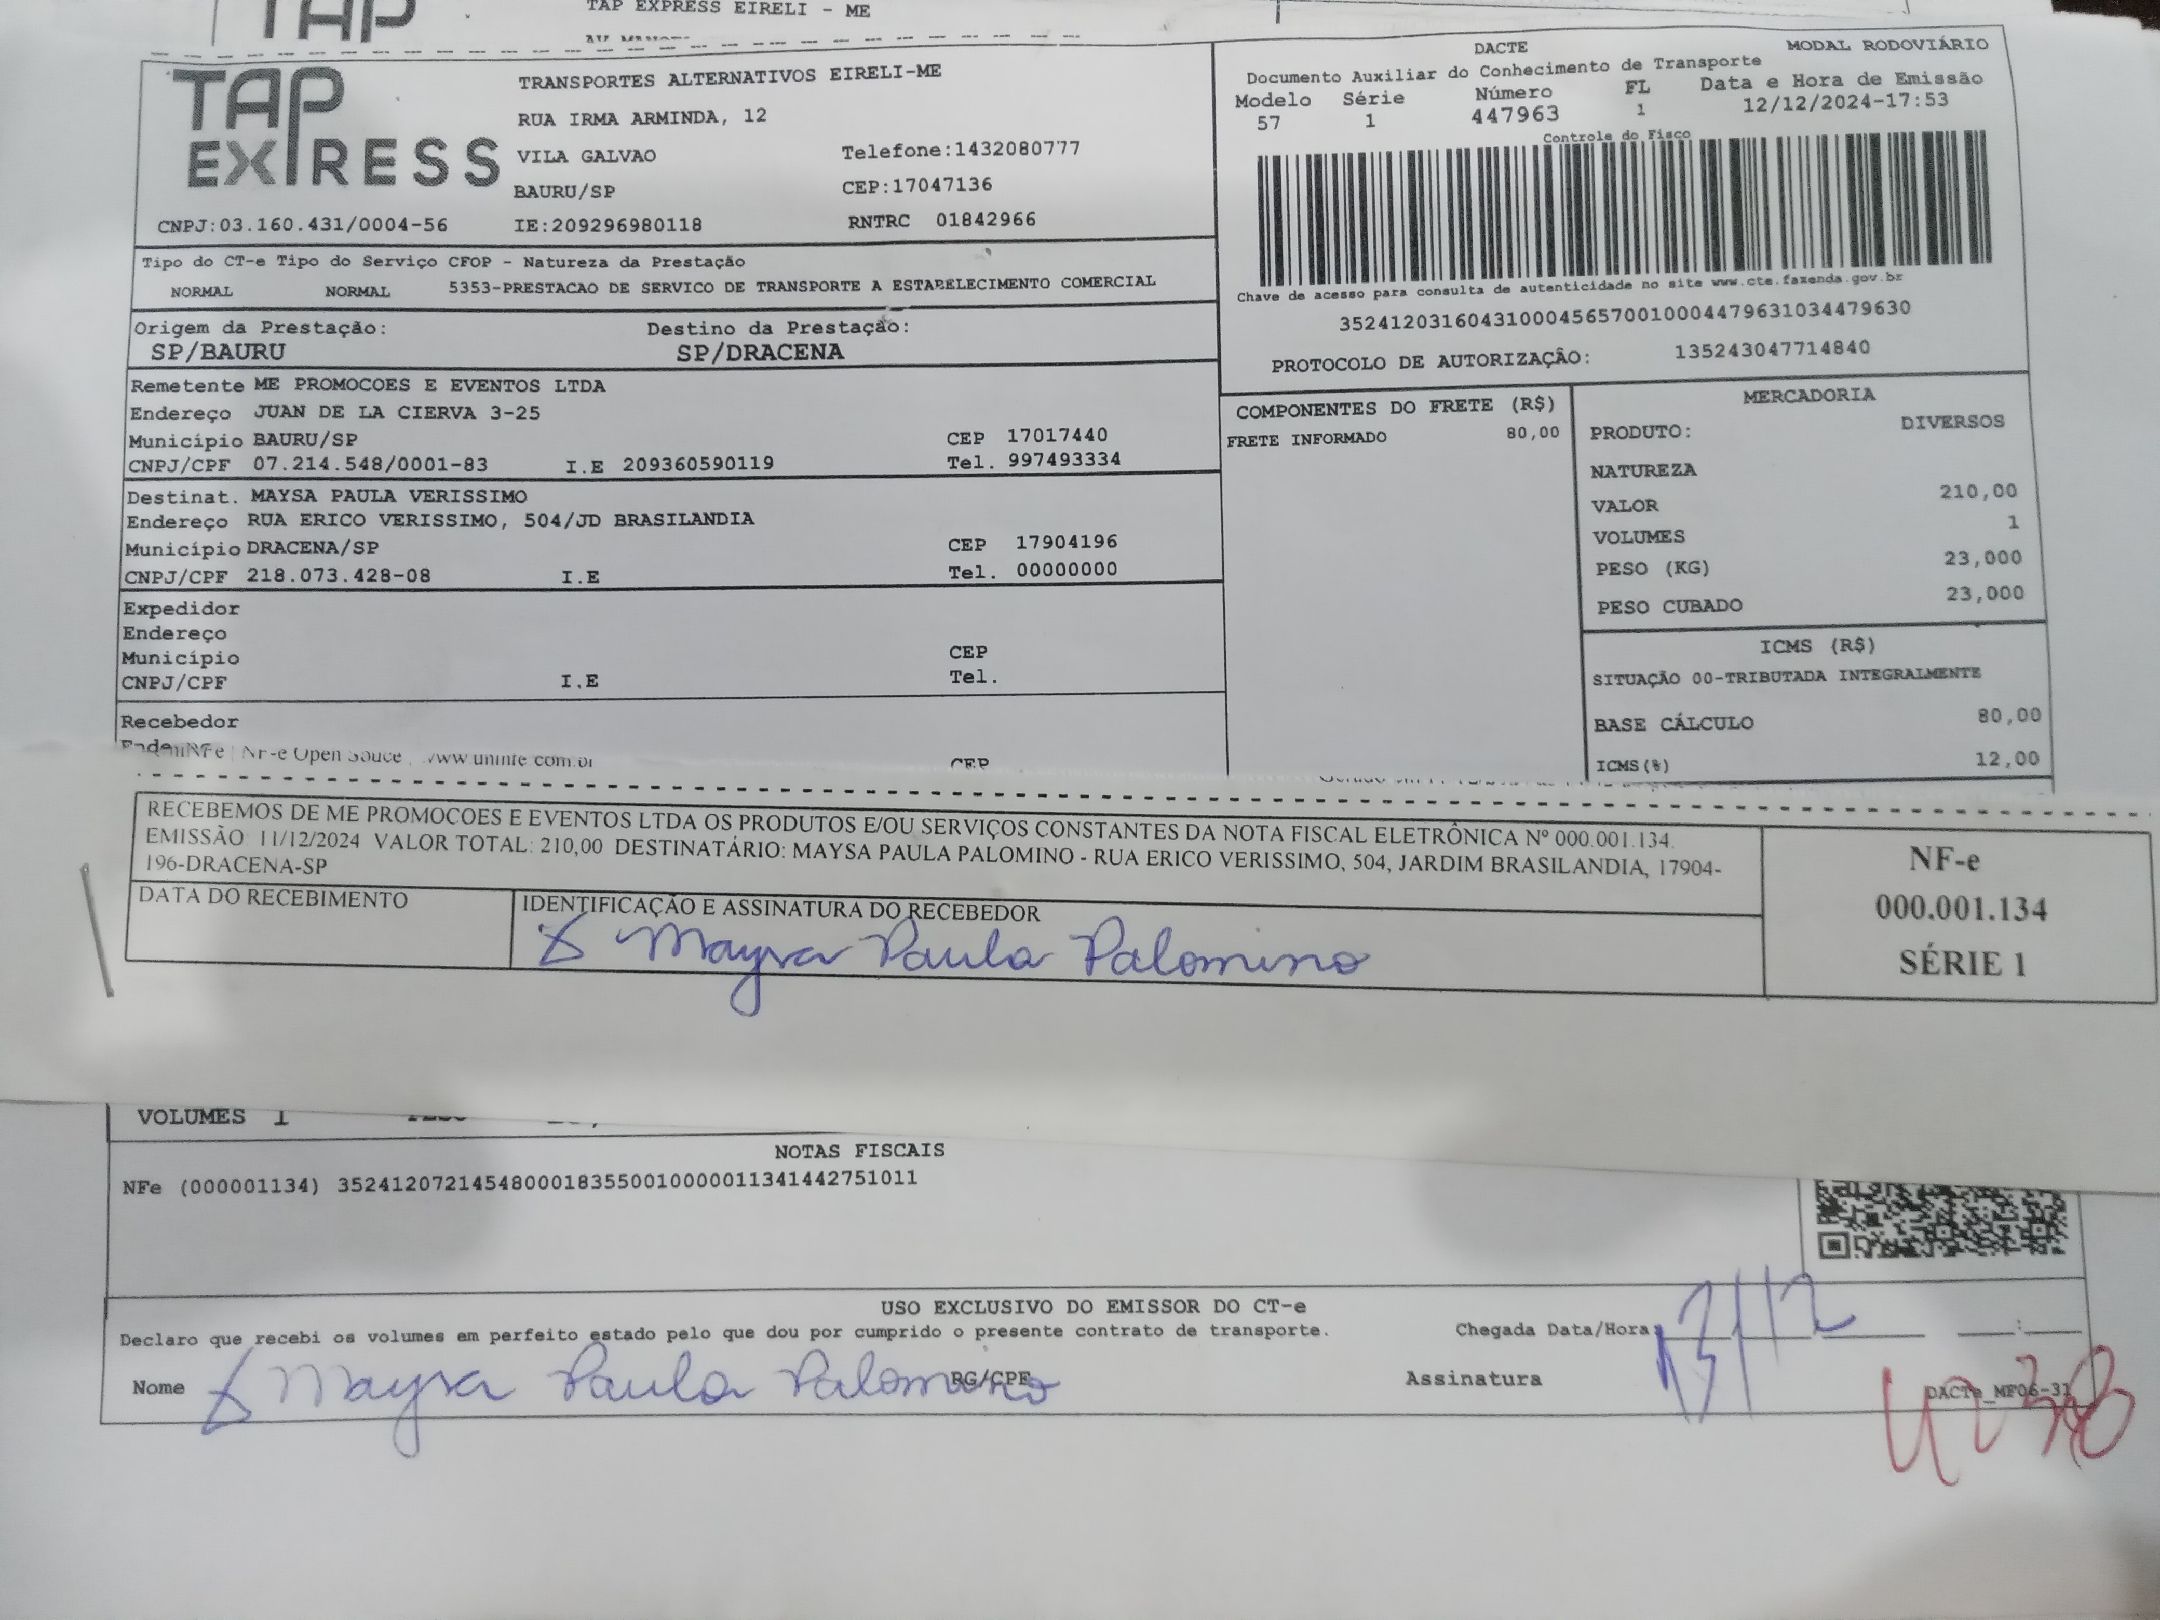 TAP
TAP EXPRESS EIRELI - ME
TAP EXPRESS
TRANSPORTES ALTERNATIVOS EIRELI-ME
RUA IRMA ARMINDA, 12
VILA GALVAO Telefone:1432080777
BAURU/SP CEP:17047136
CNPJ:03.160.431/0004-56 IE:209296980118 RNTRC 01842966
DACTE MODAL RODOVIÁRIO
Documento Auxiliar do Conhecimento de Transporte
Modelo Série Número FL Data e Hora de Emissão
57 1 447963 1 12/12/2024-17:53
Controle do Fisco
Chave de acesso para consulta de autenticidade no site www.cte.fazenda.gov.br
35241203160431000456570010004479631034479630
PROTOCOLO DE AUTORIZAÇÃO: 135243047714840
Tipo do CT-e Tipo do Serviço CFOP - Natureza da Prestação
NORMAL NORMAL 5353-PRESTACAO DE SERVICO DE TRANSPORTE A ESTABELECIMENTO COMERCIAL
Origem da Prestação: Destino da Prestação:
SP/BAURU SP/DRACENA
Remetente ME PROMOCOES E EVENTOS LTDA
Endereço JUAN DE LA CIERVA 3-25
Município BAURU/SP CEP 17017440
CNPJ/CPF 07.214.548/0001-83 I.E 209360590119 Tel. 997493334
Destinat. MAYSA PAULA VERISSIMO
Endereço RUA ERICO VERISSIMO, 504/JD BRASILANDIA
Município DRACENA/SP CEP 17904196
CNPJ/CPF 218.073.428-08 I.E Tel. 00000000
Expedidor
Endereço
Município CEP
CNPJ/CPF I.E Tel.
Recebedor
CEP
COMPONENTES DO FRETE (R$)
FRETE INFORMADO 80,00
MERCADORIA
PRODUTO: DIVERSOS
NATUREZA
VALOR 210,00
VOLUMES 1
PESO (KG) 23,000
PESO CUBADO 23,000
ICMS (R$)
SITUAÇÃO 00-TRIBUTADA INTEGRALMENTE
BASE CÁLCULO 80,00
ICMS(%) 12,00
NF-e Open Souce www.uninfe.com.br
RECEBEMOS DE ME PROMOCOES E EVENTOS LTDA OS PRODUTOS E/OU SERVIÇOS CONSTANTES DA NOTA FISCAL ELETRÔNICA Nº 000.001.134.
EMISSÃO 11/12/2024 VALOR TOTAL: 210,00 DESTINATÁRIO: MAYSA PAULA PALOMINO - RUA ERICO VERISSIMO, 504, JARDIM BRASILANDIA, 17904-
196-DRACENA-SP
DATA DO RECEBIMENTO IDENTIFICAÇÃO E ASSINATURA DO RECEBEDOR
Maysa Paula Palomino
NF-e
000.001.134
SÉRIE 1
VOLUMES 1
NOTAS FISCAIS
NFe (000001134) 35241207214548000183550010000011341442751011
USO EXCLUSIVO DO EMISSOR DO CT-e
Declaro que recebi os volumes em perfeito estado pelo que dou por cumprido o presente contrato de transporte. Chegada Data/Hora 13/12
Nome Maysa Paula Palomino RG/CPF Assinatura
DACTe_MF06-31